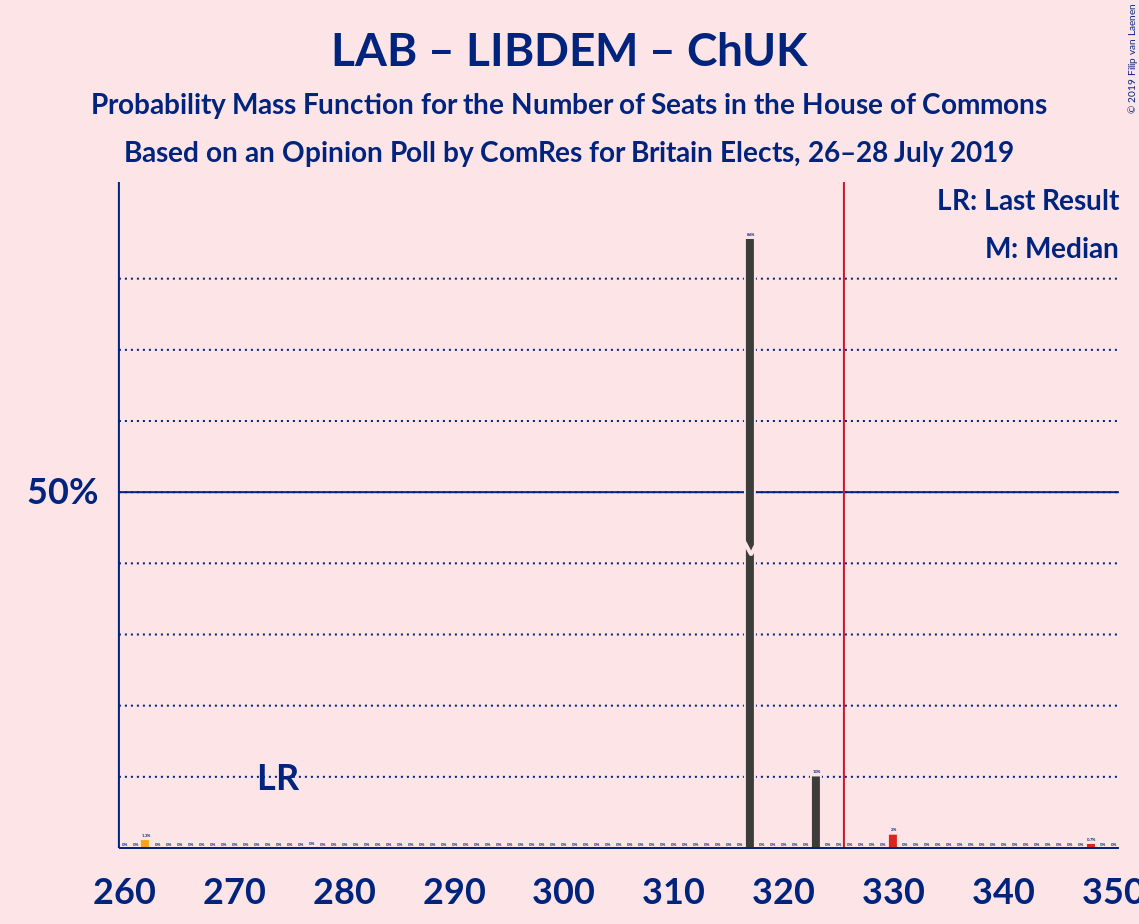 LAB – LIBDEM – ChUK
Probability Mass Function for the Number of Seats in the House of Commons
Based on an Opinion Poll by ComRes for Britain Elects, 26–28 July 2019
© 2019 Filip van Laenen
LR: Last Result
M: Median
50%
LR
260 270 280 290 300 310 320 330 340 350